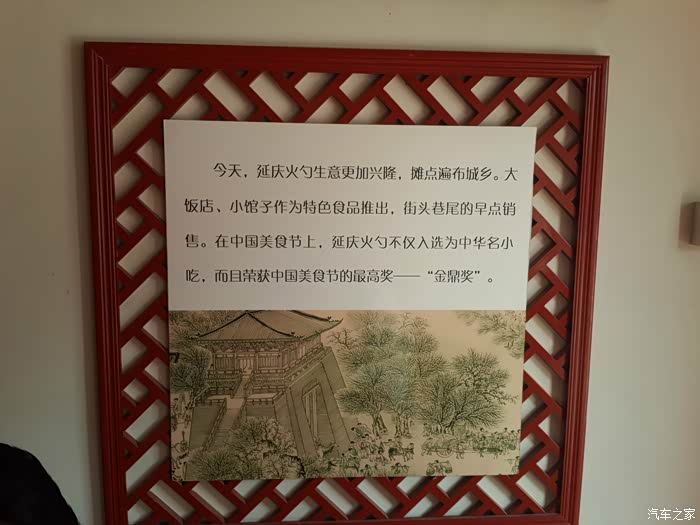 今天，延庆火勺生意更加兴隆，摊点遍布城乡。大
饭店、小馆子作为特色食品推出，街头巷尾的早点销
售。在中国美食节上，延庆火勺不仅入选为中华名小
吃，而且荣获中国美食节的最高奖——“金鼎奖”。
汽车之家